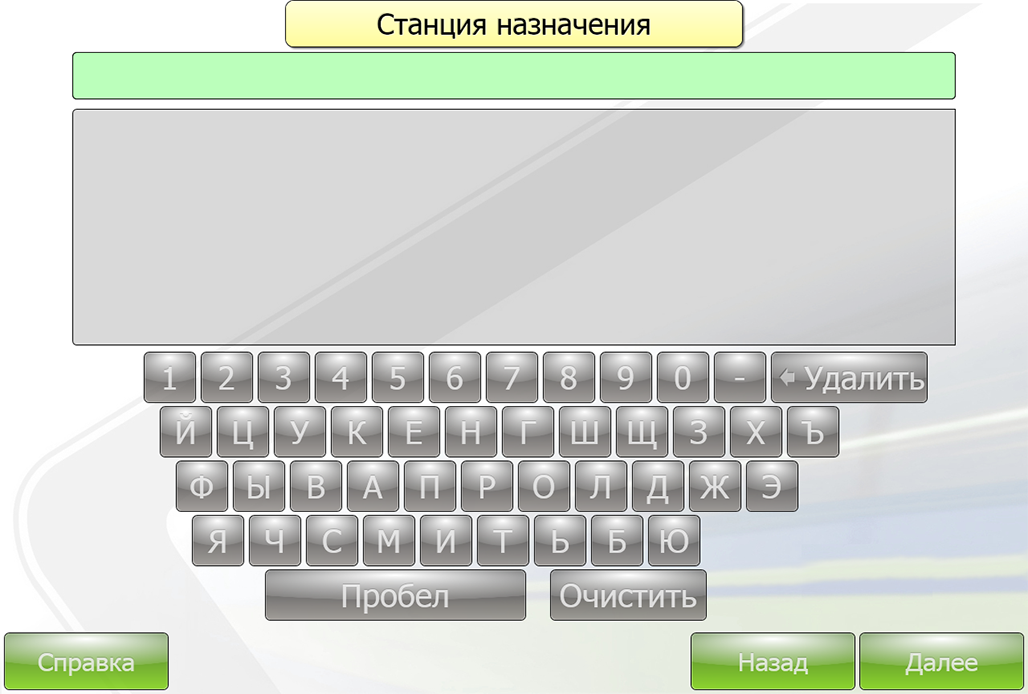 Станция назначения
1 2 3 4 5 6 7 8 9 0 - Удалить
Й Ц У К Е Н Г Ш Щ З Х Ъ
Ф Ы В А П Р О Л Д Ж Э
Я Ч С М И Т Ь Б Ю
Пробел Очистить
Справка Назад Далее